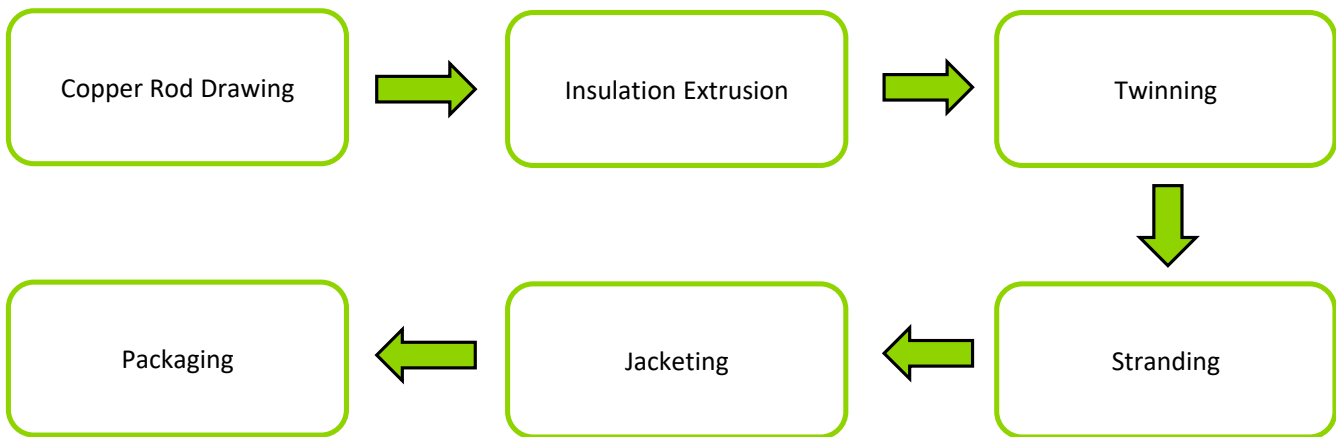 Copper Rod Drawing
Insulation Extrusion
Twinning
Stranding
Jacketing
Packaging